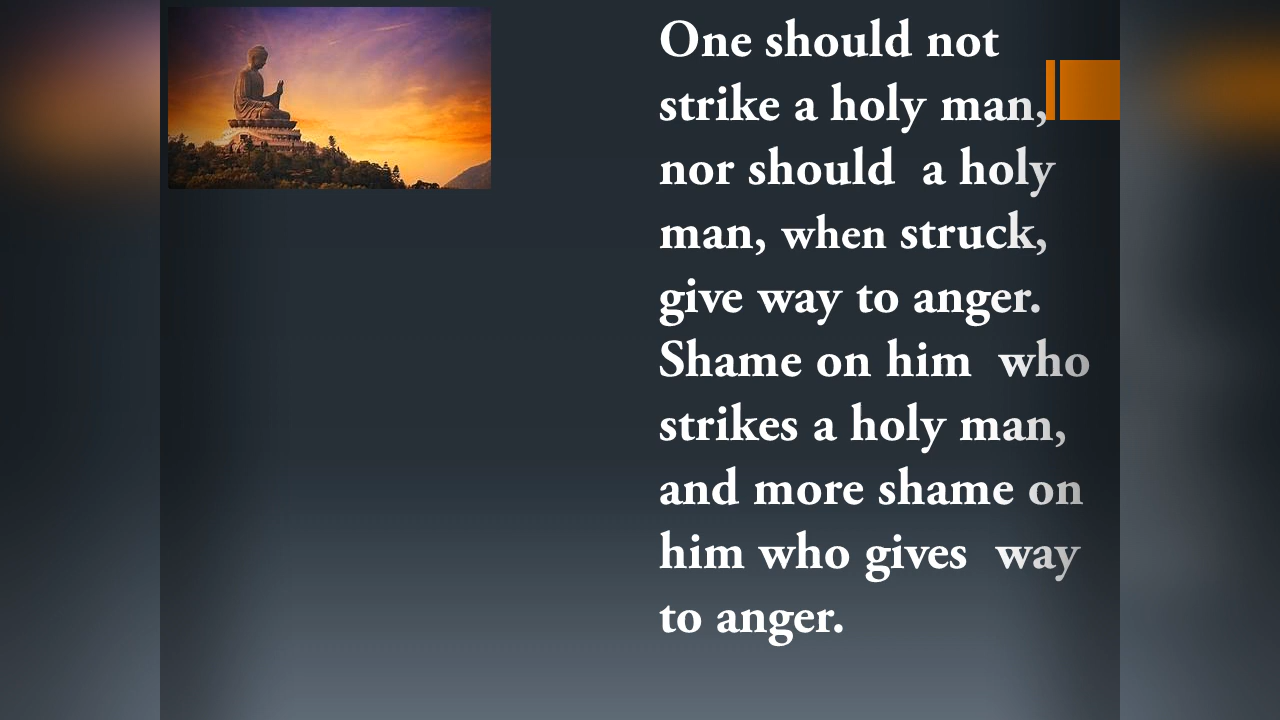 One should not
strike a holy man,
nor should a holy
man, when struck,
give way to anger.
Shame on him who
strikes a holy man,
and more shame on
him who gives way
to anger.